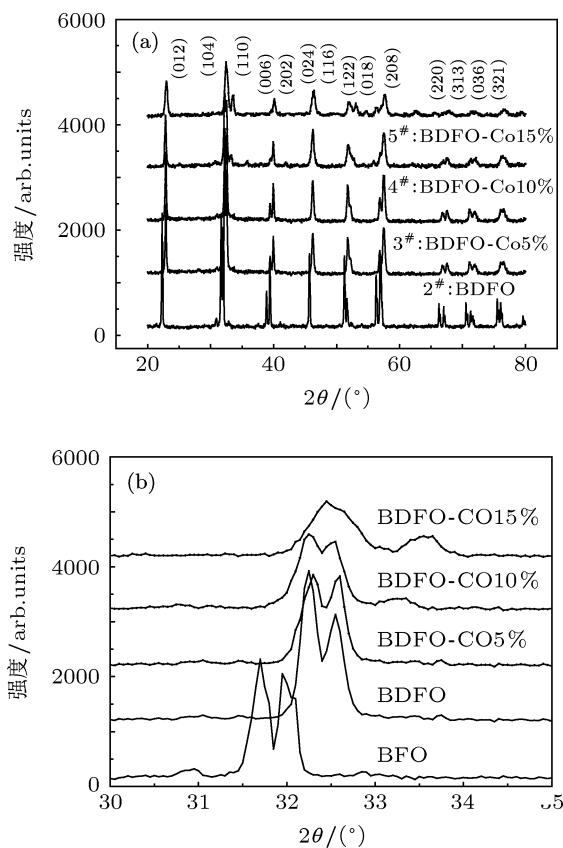 (a)
(012)
(104)
(110)
(006)
(202)
(024)
(116)
(122)
(018)
(208)
(220)
(313)
(036)
(321)
5#:BDFO-Co15%
4#:BDFO-Co10%
3#:BDFO-Co5%
2#:BDFO
6000
4000
2000
0
强度/arb.units
20 40 60 80
2θ/(°)
(b)
BDFO-CO15%
BDFO-CO10%
BDFO-CO5%
BDFO
BFO
6000
4000
2000
0
强度/arb.units
30 31 32 33 34
2θ/(°)